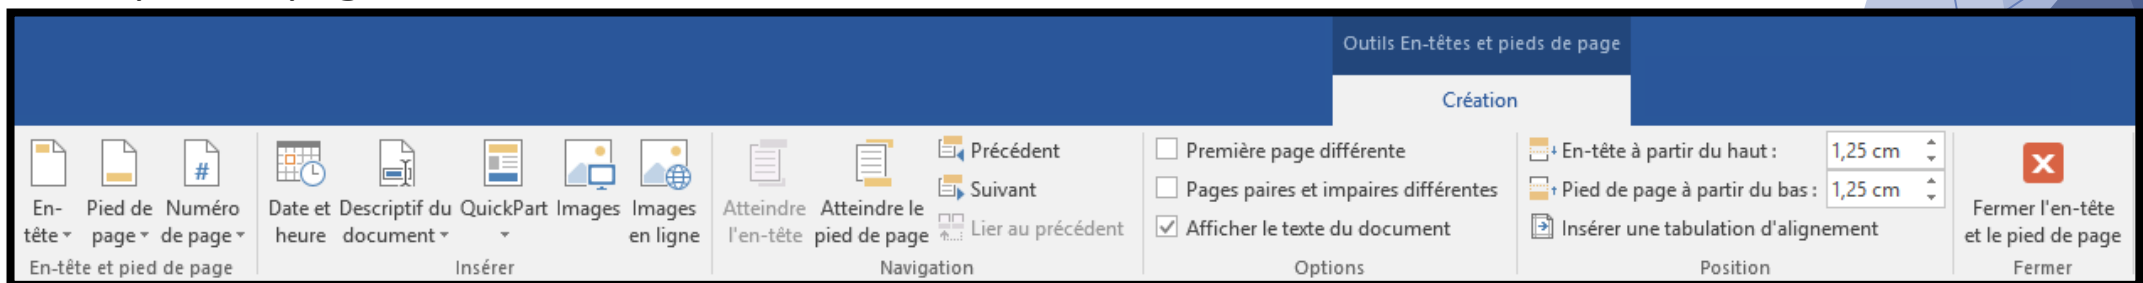 Outils En-têtes et pieds de page
Création
En-
tête
Pied de
page
Numéro
de page
En-tête et pied de page
Date et
heure
Descriptif du
document
QuickPart
Images
Images
en ligne
Insérer
Atteindre
l'en-tête
Atteindre le
pied de page
Précédent
Suivant
Lier au précédent
Navigation
Première page différente
Pages paires et impaires différentes
Afficher le texte du document
Options
En-tête à partir du haut : 1,25 cm
Pied de page à partir du bas : 1,25 cm
Insérer une tabulation d'alignement
Position
Fermer l'en-tête
et le pied de page
Fermer